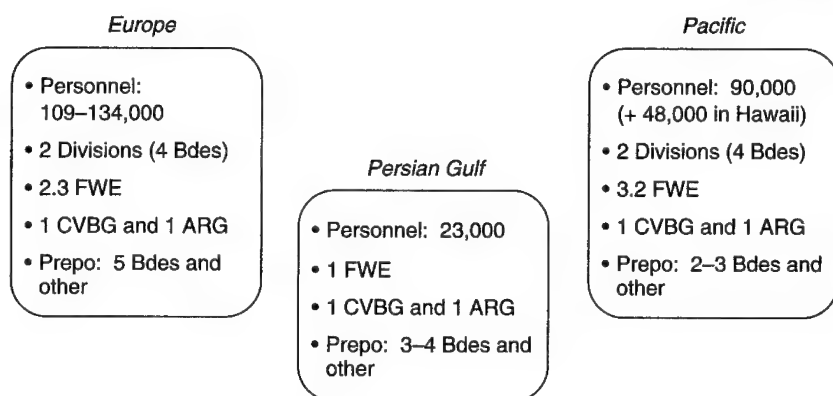 Europe
• Personnel:
109–134,000
• 2 Divisions (4 Bdes)
• 2.3 FWE
• 1 CVBG and 1 ARG
• Prepo: 5 Bdes and
other
Persian Gulf
• Personnel: 23,000
• 1 FWE
• 1 CVBG and 1 ARG
• Prepo: 3–4 Bdes and
other
Pacific
• Personnel: 90,000
(+ 48,000 in Hawaii)
• 2 Divisions (4 Bdes)
• 3.2 FWE
• 1 CVBG and 1 ARG
• Prepo: 2–3 Bdes and
other